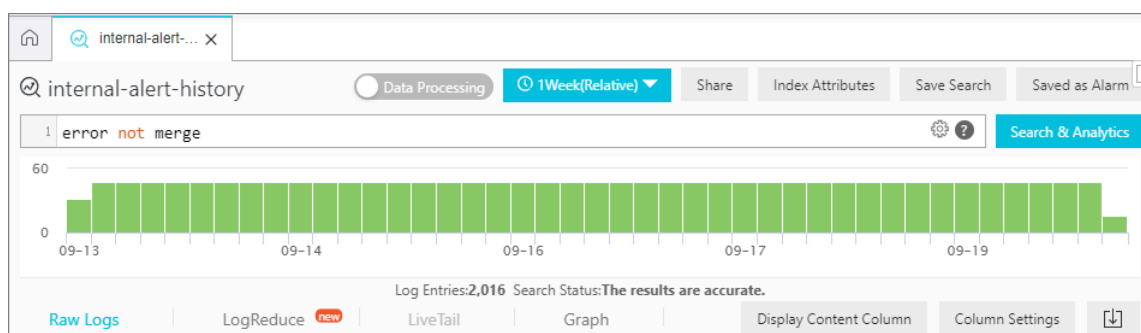 internal-alert-... X
internal-alert-history Data Processing 1Week(Relative) Share Index Attributes Save Search Saved as Alarm
1 error not merge ? Search & Analytics
60
0
09-13 09-14 09-16 09-17 09-19
Log Entries:2,016 Search Status:The results are accurate.
Raw Logs LogReduce new LiveTail Graph Display Content Column Column Settings